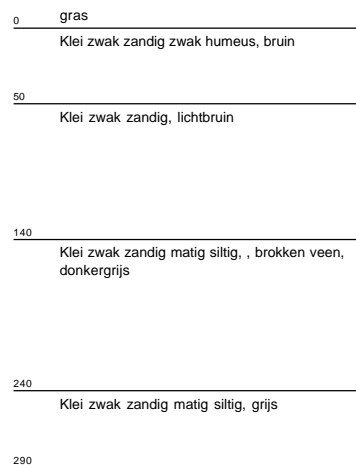 0 gras
Klei zwak zandig zwak humeus, bruin
50
Klei zwak zandig, lichtbruin
140
Klei zwak zandig matig siltig, , brokken veen,
donkergrijs
240
Klei zwak zandig matig siltig, grijs
290